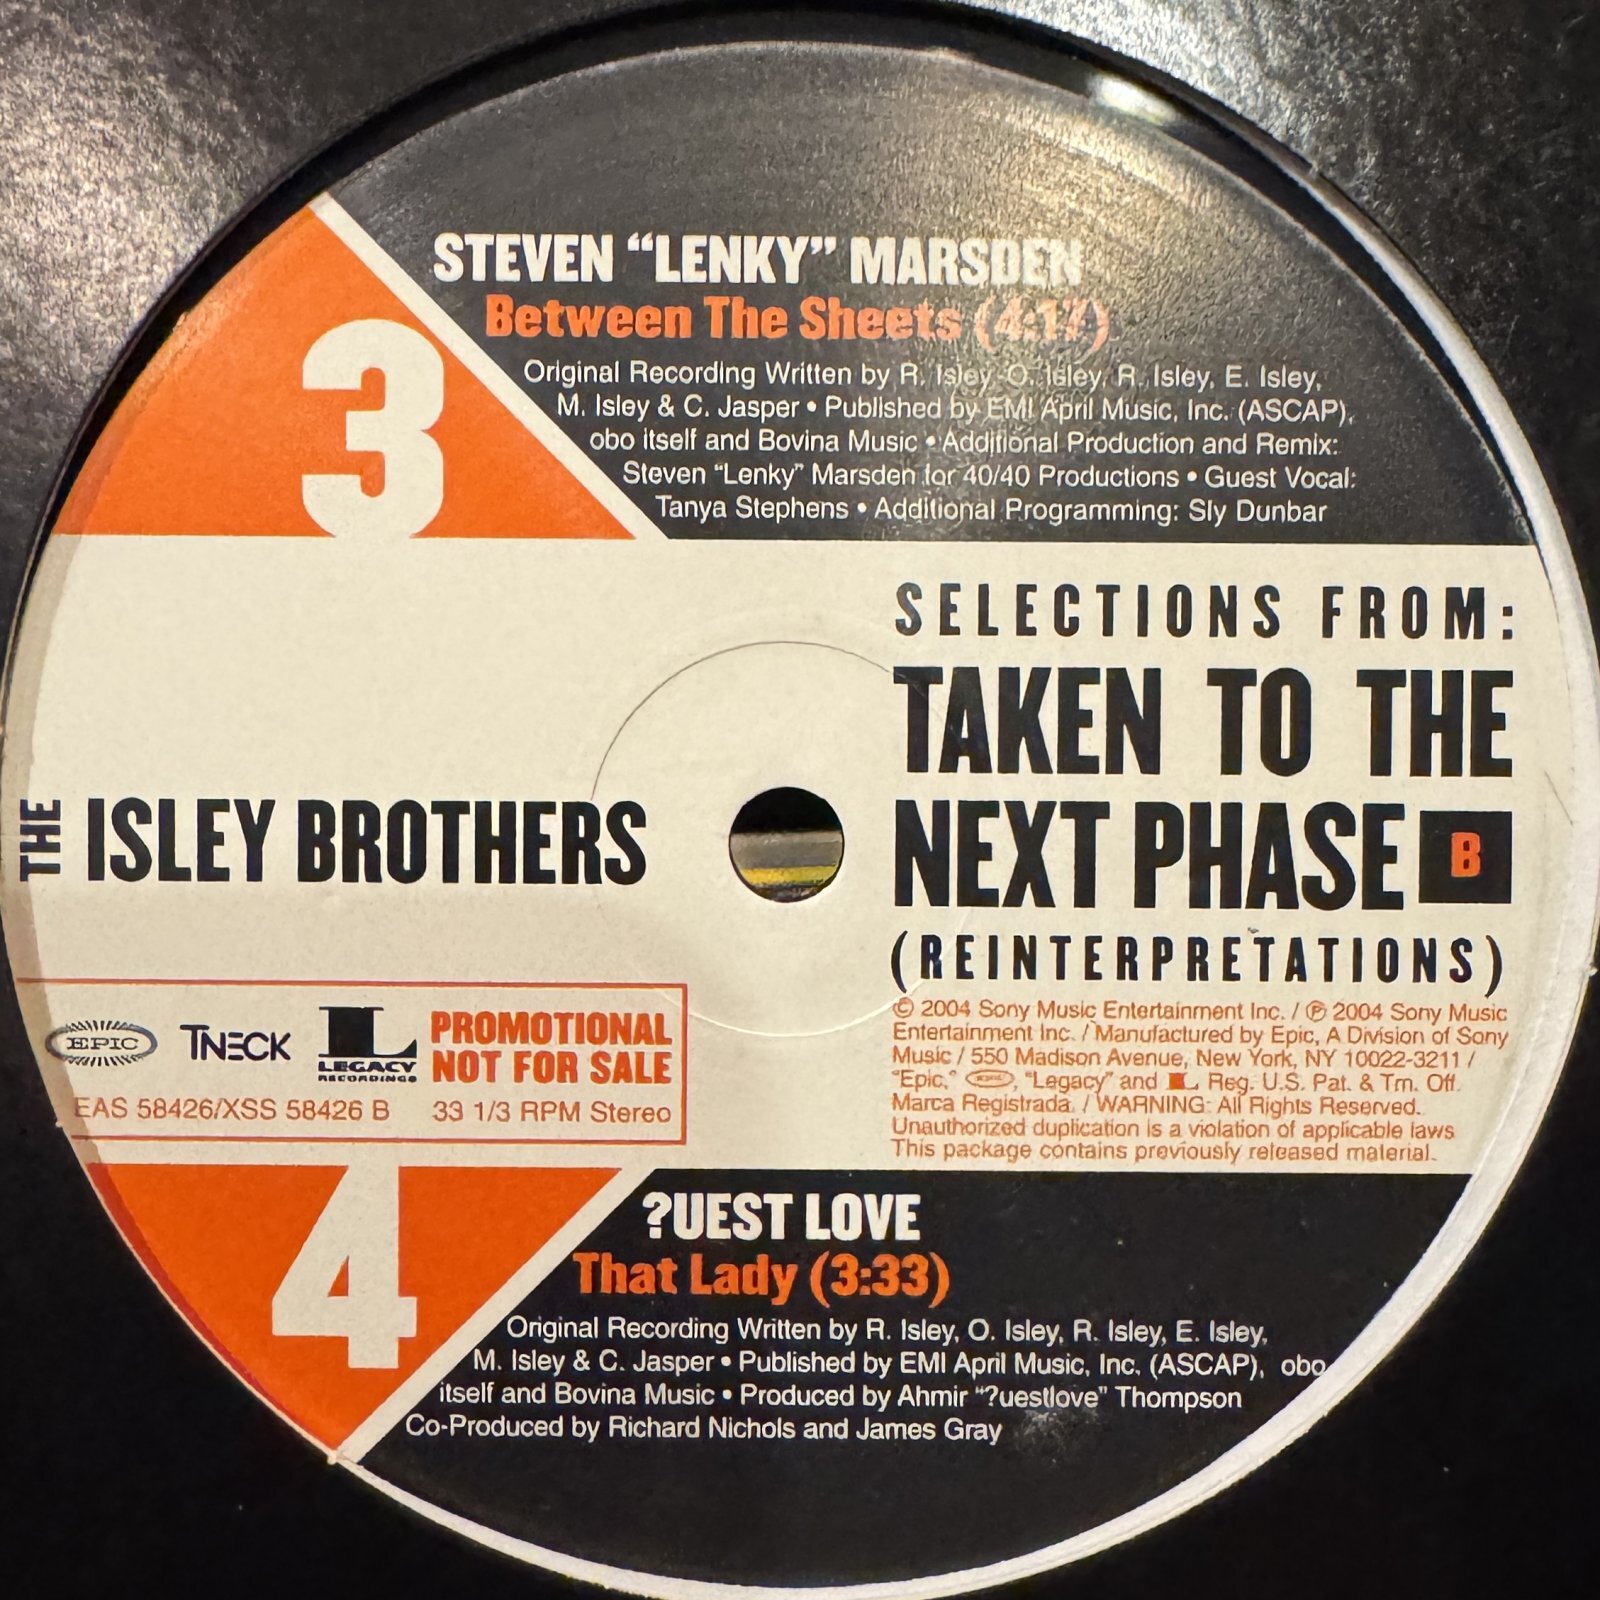 3
STEVEN “LENKY” MARSDEN
Between The Sheets (4:17)
Original Recording Written by R. Isley, O. Isley, R. Isley, E. Isley,
M. Isley & C. Jasper • Published by EMI April Music, Inc. (ASCAP),
obo itself and Bovina Music • Additional Production and Remix:
Steven “Lenky” Marsden for 40/40 Productions • Guest Vocal:
Tanya Stephens • Additional Programming: Sly Dunbar
THE ISLEY BROTHERS
SELECTIONS FROM:
TAKEN TO THE
NEXT PHASE B
(REINTERPRETATIONS)
EPIC TNECK L LEGACY RECORDINGS
PROMOTIONAL
NOT FOR SALE
EAS 58426/XSS 58426 B 33 1/3 RPM Stereo
© 2004 Sony Music Entertainment Inc. / ℗ 2004 Sony Music
Entertainment Inc. / Manufactured by Epic, A Division of Sony
Music / 550 Madison Avenue, New York, NY 10022-3211 /
“Epic,” EPIC, “Legacy” and L Reg. U.S. Pat. & Tm. Off.
Marca Registrada. / WARNING: All Rights Reserved.
Unauthorized duplication is a violation of applicable laws
This package contains previously released material.
4
?UEST LOVE
That Lady (3:33)
Original Recording Written by R. Isley, O. Isley, R. Isley, E. Isley,
M. Isley & C. Jasper • Published by EMI April Music, Inc. (ASCAP), obo
itself and Bovina Music • Produced by Ahmir “?uestlove” Thompson
Co-Produced by Richard Nichols and James Gray